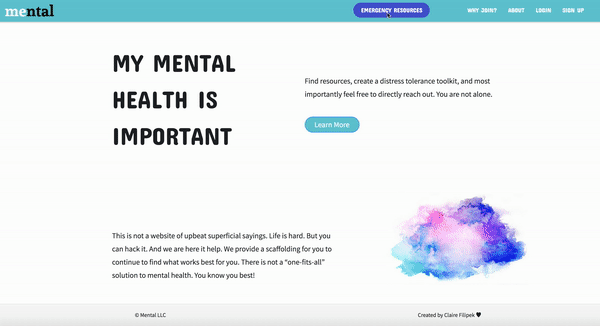 mental
EMERGENCY RESOURCES
WHY JOIN?
ABOUT
LOGIN
SIGN UP
MY MENTAL
HEALTH IS
IMPORTANT
Find resources, create a distress tolerance toolkit, and most
importantly feel free to directly reach out. You are not alone.
Learn More
This is not a website of upbeat superficial sayings. Life is hard. But you
can hack it. And we are here it help. We provide a scaffolding for you to
continue to find what works best for you. There is not a “one-fits-all”
solution to mental health. You know you best!
© Mental LLC
Created by Claire Filipek ♥